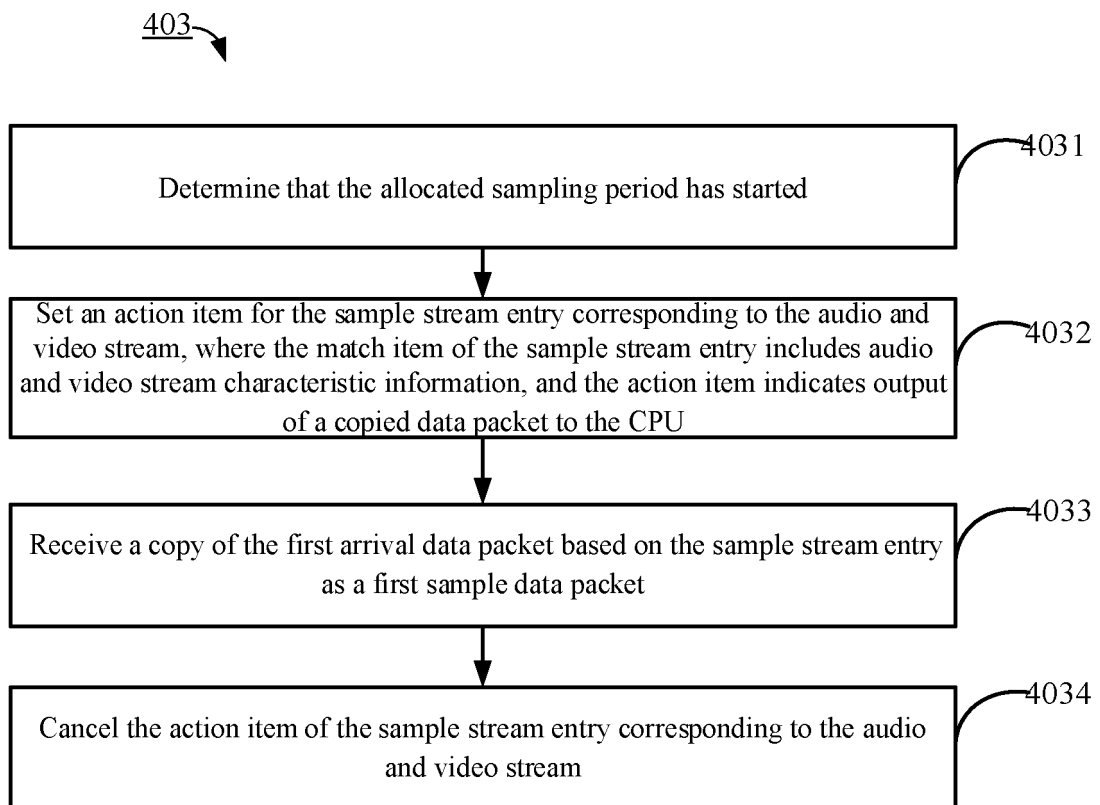 403
4031
Determine that the allocated sampling period has started
Set an action item for the sample stream entry corresponding to the audio and
video stream, where the match item of the sample stream entry includes audio
and video stream characteristic information, and the action item indicates output
of a copied data packet to the CPU
4032
Receive a copy of the first arrival data packet based on the sample stream entry
as a first sample data packet
4033
Cancel the action item of the sample stream entry corresponding to the audio
and video stream
4034